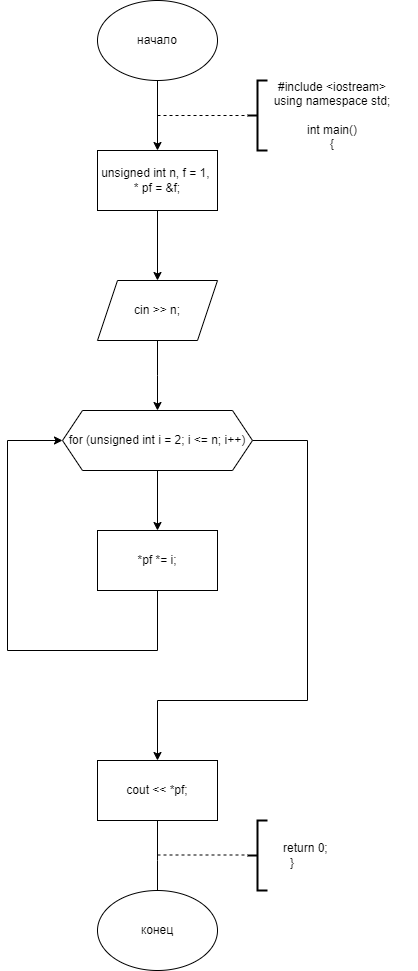 начало
#include <iostream>
using namespace std;
int main()
{
unsigned int n, f = 1,
* pf = &f;
cin >> n;
for (unsigned int i = 2; i <= n; i++)
*pf *= i;
cout << *pf;
return 0;
}
конец